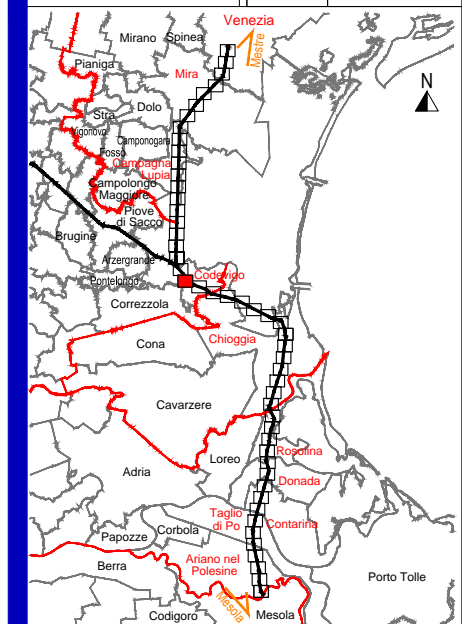 Venezia
Mirano
Spinea
Mestre
Pianiga
Mira
N
Dolo
Stra
Vigonovo
Fosso
Camponogara
Campagna
Lupia
Campolongo
Maggiore
Piove
di Sacco
Brugine
Arzergrande
Pontelongo
Codevigo
Correzzola
Chioggia
Cona
Cavarzere
Rosolina
Loreo
Adria
Donada
Taglio
di Po
Contarina
Corbola
Papozze
Ariano nel
Polesine
Berra
Porto Tolle
Mesola
Mesola
Codigoro